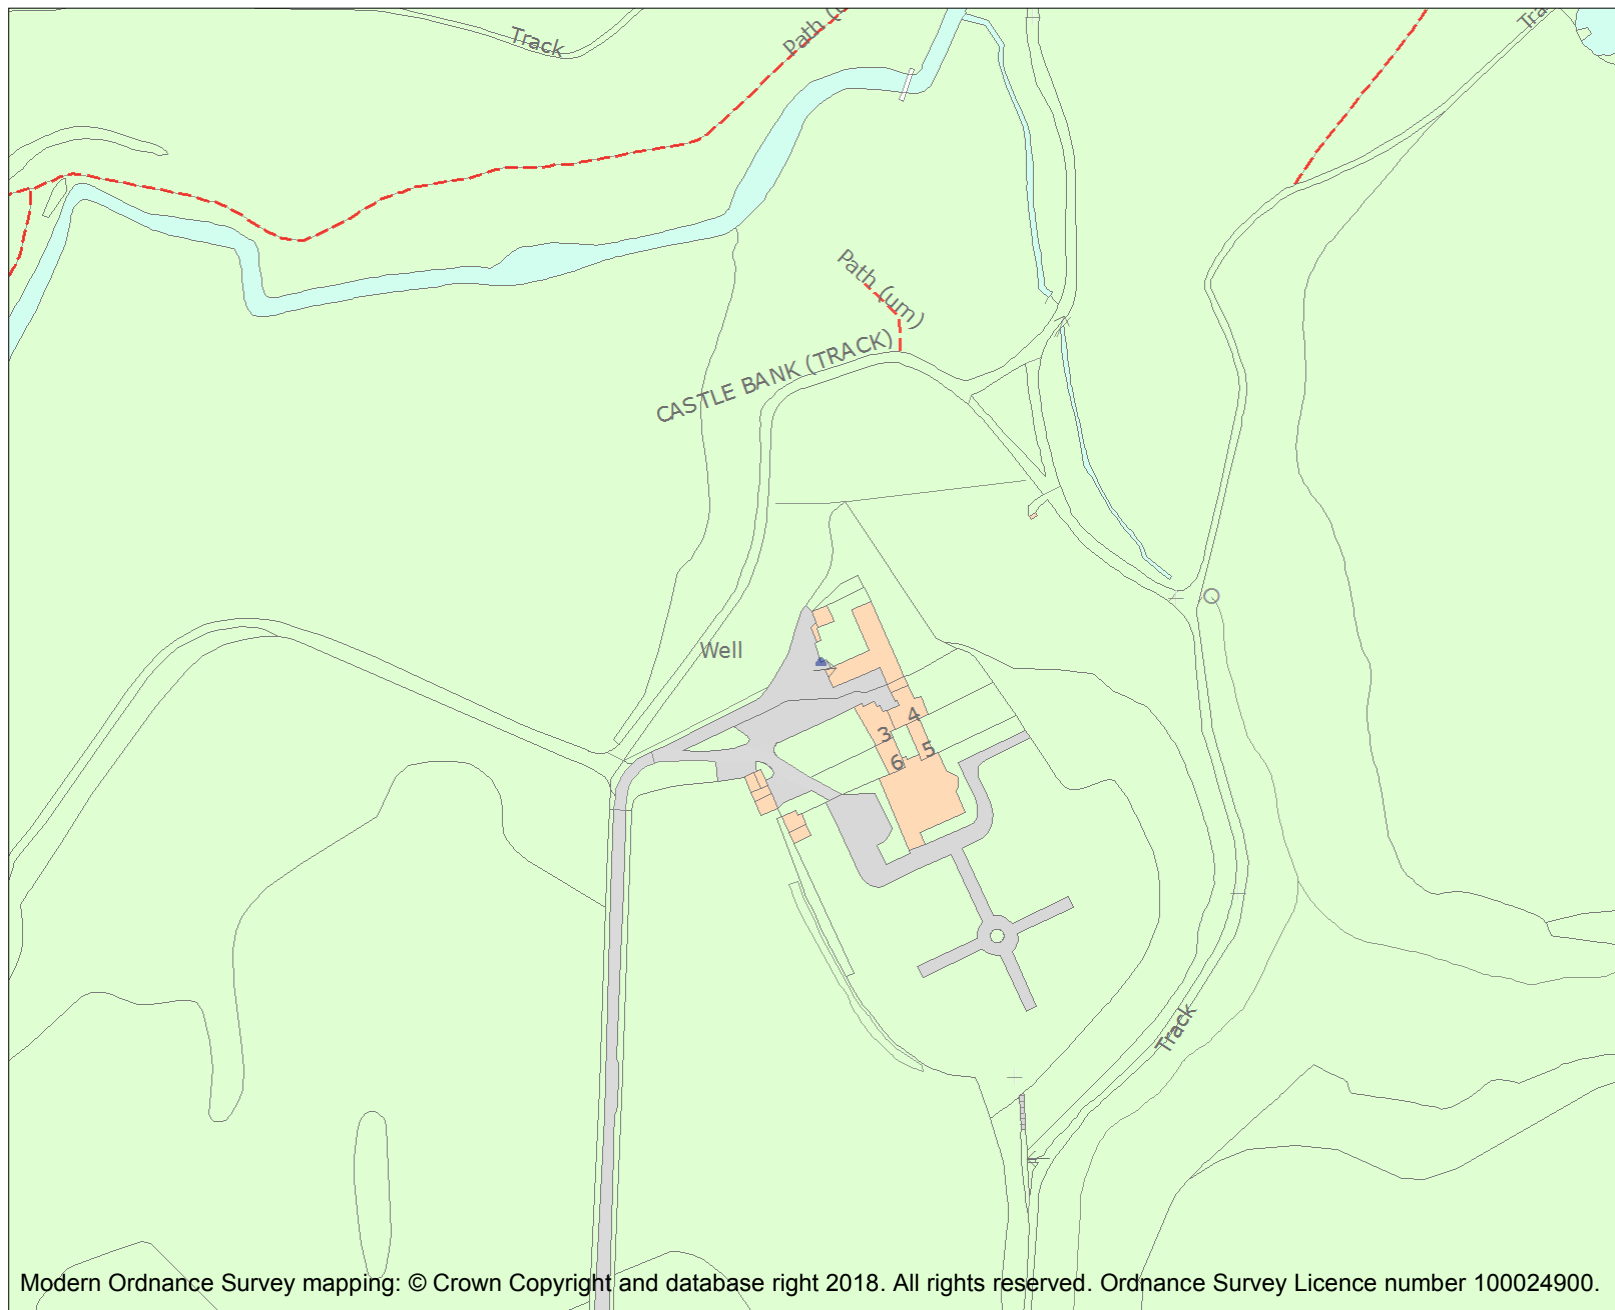 Track
Path (u
Tra
Path (um)
CASTLE BANK (TRACK)
Well
4
3
5
6
Track
Modern Ordnance Survey mapping: © Crown Copyright and database right 2018. All rights reserved. Ordnance Survey Licence number 100024900.